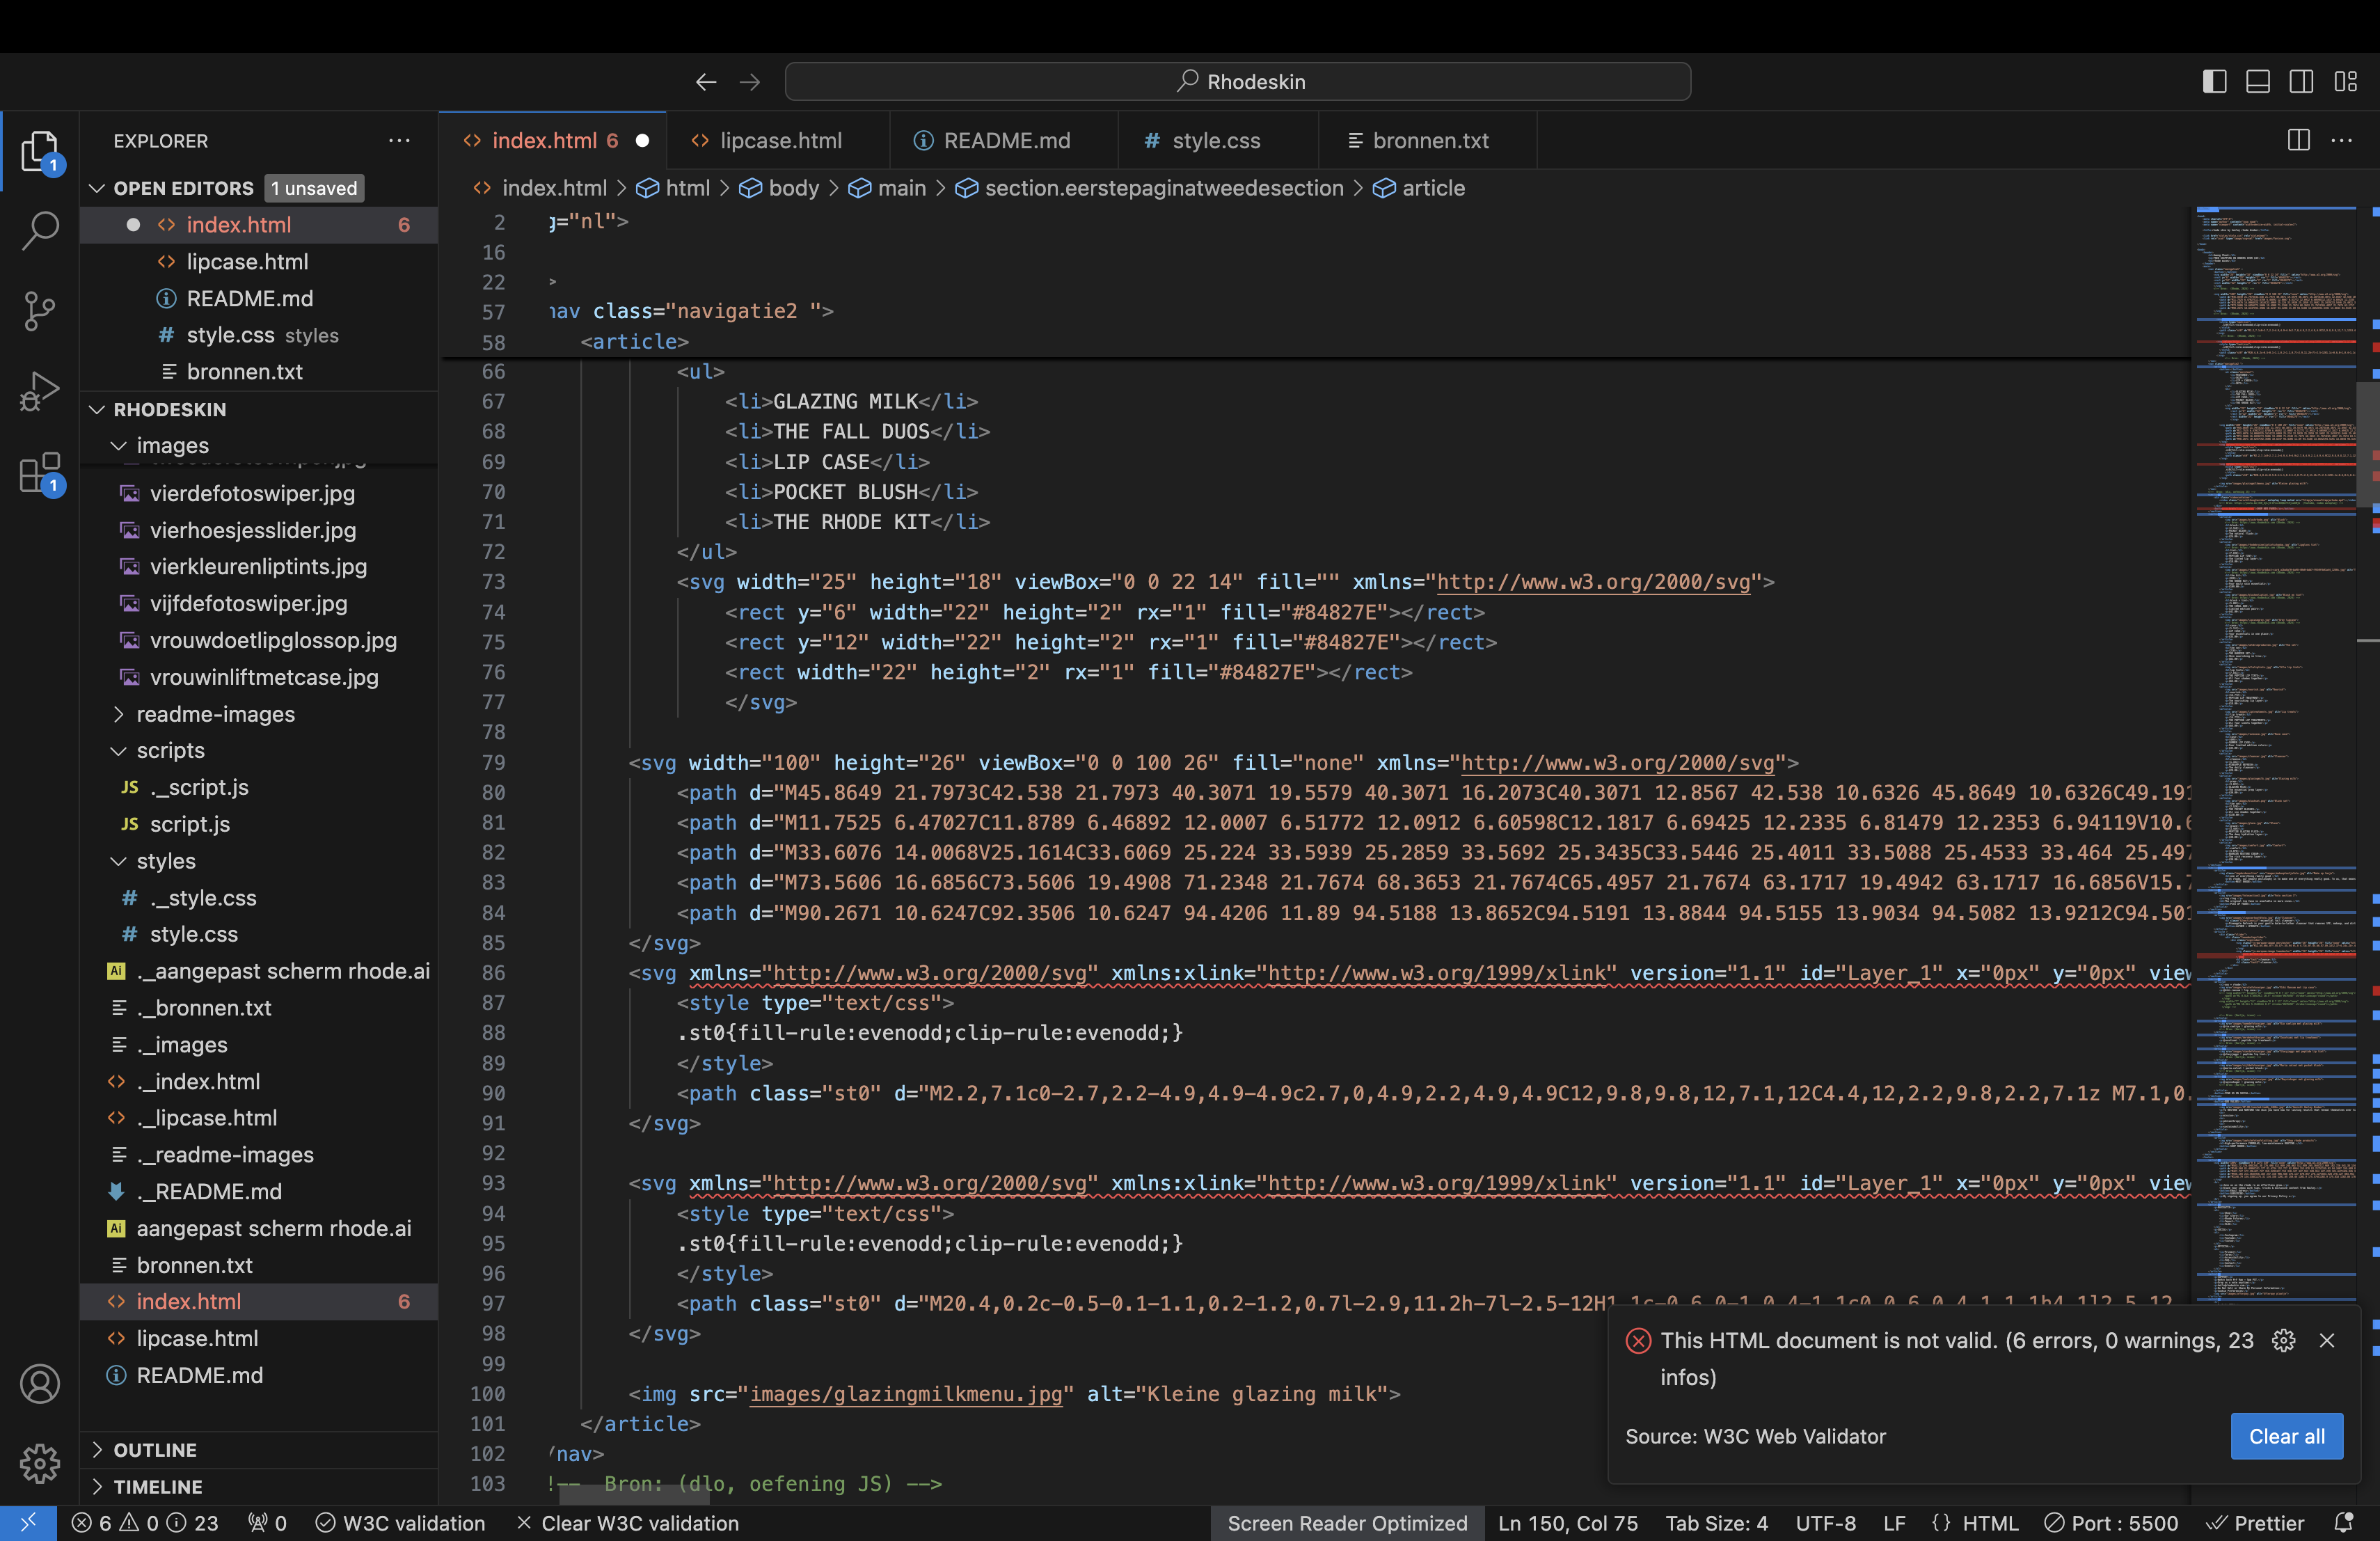 Rhodeskin
EXPLORER
OPEN EDITORS 1 unsaved
index.html 6
lipcase.html
README.md
style.css styles
bronnen.txt
RHODESKIN
images
vierdefotoswiper.jpg
vierhoesjesslider.jpg
vierkleurenliptints.jpg
vijfdefotoswiper.jpg
vrouwdoetlipglossop.jpg
vrouwinliftmetcase.jpg
readme-images
scripts
JS ._script.js
JS script.js
styles
# ._style.css
# style.css
Ai ._aangepast scherm rhode.ai
._bronnen.txt
._images
._index.html
._lipcase.html
._readme-images
._README.md
Ai aangepast scherm rhode.ai
bronnen.txt
index.html 6
lipcase.html
README.md
OUTLINE
TIMELINE
index.html 6 lipcase.html README.md # style.css bronnen.txt
index.html > html > body > main > section.eerstepaginatweedesection > article
2 g="nl">
16
22 >
57 nav class="navigatie2 ">
58 <article>
66 <ul>
67 <li>GLAZING MILK</li>
68 <li>THE FALL DUOS</li>
69 <li>LIP CASE</li>
70 <li>POCKET BLUSH</li>
71 <li>THE RHODE KIT</li>
72 </ul>
73 <svg width="25" height="18" viewBox="0 0 22 14" fill="" xmlns="http://www.w3.org/2000/svg">
74 <rect y="6" width="22" height="2" rx="1" fill="#84827E"></rect>
75 <rect y="12" width="22" height="2" rx="1" fill="#84827E"></rect>
76 <rect width="22" height="2" rx="1" fill="#84827E"></rect>
77 </svg>
78
79 <svg width="100" height="26" viewBox="0 0 100 26" fill="none" xmlns="http://www.w3.org/2000/svg">
80 <path d="M45.8649 21.7973C42.538 21.7973 40.3071 19.5579 40.3071 16.2073C40.3071 12.8567 42.538 10.6326 45.8649 10.6326C49.191
81 <path d="M11.7525 6.47027C11.8789 6.46892 12.0007 6.51772 12.0912 6.60598C12.1817 6.69425 12.2335 6.81479 12.2353 6.94119V10.6
82 <path d="M33.6076 14.0068V25.1614C33.6069 25.224 33.5939 25.2859 33.5692 25.3435C33.5446 25.4011 33.5088 25.4533 33.464 25.497
83 <path d="M73.5606 16.6856C73.5606 19.4908 71.2348 21.7674 68.3653 21.7674C65.4957 21.7674 63.1717 19.4942 63.1717 16.6856V15.7
84 <path d="M90.2671 10.6247C92.3506 10.6247 94.4206 11.89 94.5188 13.8652C94.5191 13.8844 94.5155 13.9034 94.5082 13.9212C94.501
85 </svg>
86 <svg xmlns="http://www.w3.org/2000/svg" xmlns:xlink="http://www.w3.org/1999/xlink" version="1.1" id="Layer_1" x="0px" y="0px" view
87 <style type="text/css">
88 .st0{fill-rule:evenodd;clip-rule:evenodd;}
89 </style>
90 <path class="st0" d="M2.2,7.1c0-2.7,2.2-4.9,4.9-4.9c2.7,0,4.9,2.2,4.9,4.9C12,9.8,9.8,12,7.1,12C4.4,12,2.2,9.8,2.2,7.1z M7.1,0.
91 </svg>
92
93 <svg xmlns="http://www.w3.org/2000/svg" xmlns:xlink="http://www.w3.org/1999/xlink" version="1.1" id="Layer_1" x="0px" y="0px" view
94 <style type="text/css">
95 .st0{fill-rule:evenodd;clip-rule:evenodd;}
96 </style>
97 <path class="st0" d="M20.4,0.2c-0.5-0.1-1.1,0.2-1.2,0.7l-2.9,11.2h-7l-2.5-12H1.1c-0.6,0-1,0.4-1,1c0,0.6,0.4,1,1,1h4.1l2.5,12
98 </svg>
99
100 <img src="images/glazingmilkmenu.jpg" alt="Kleine glazing milk">
101 </article>
102 /nav>
103 !-- Bron: (dlo, oefening JS) -->
This HTML document is not valid. (6 errors, 0 warnings, 23
infos)
Source: W3C Web Validator Clear all
6 0 23 0 W3C validation Clear W3C validation Screen Reader Optimized Ln 150, Col 75 Tab Size: 4 UTF-8 LF {} HTML Port : 5500 Prettier